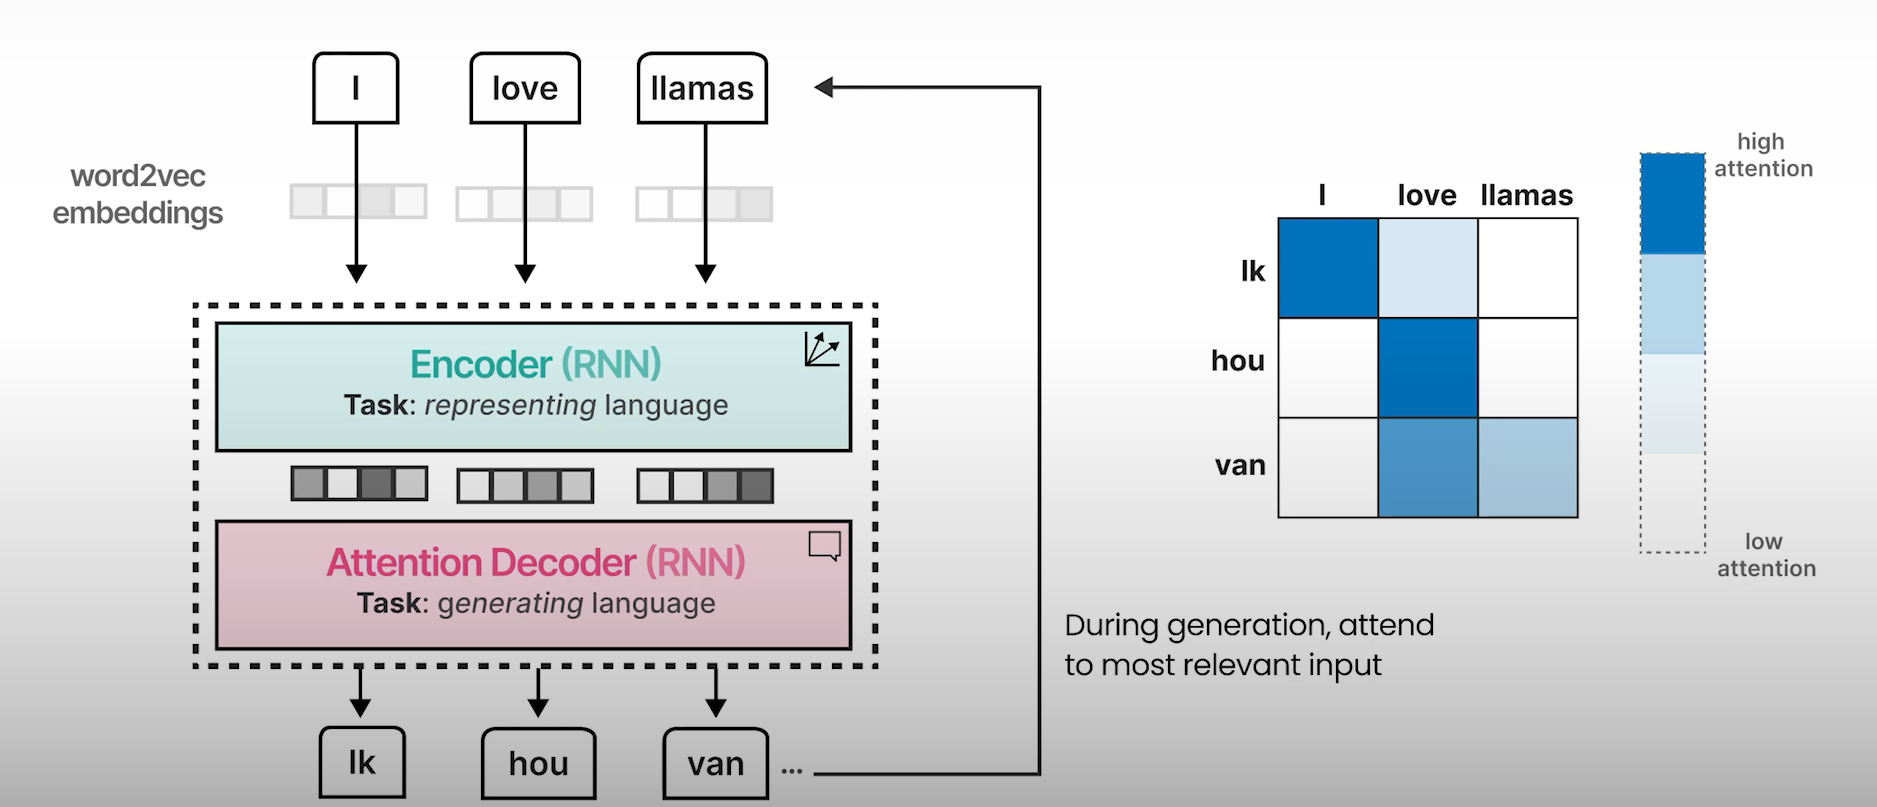 I love llamas
word2vec
embeddings
Encoder (RNN)
Task: representing language
Attention Decoder (RNN)
Task: generating language
Ik hou van ...
I love llamas
Ik
hou
van
high
attention
low
attention
During generation, attend
to most relevant input